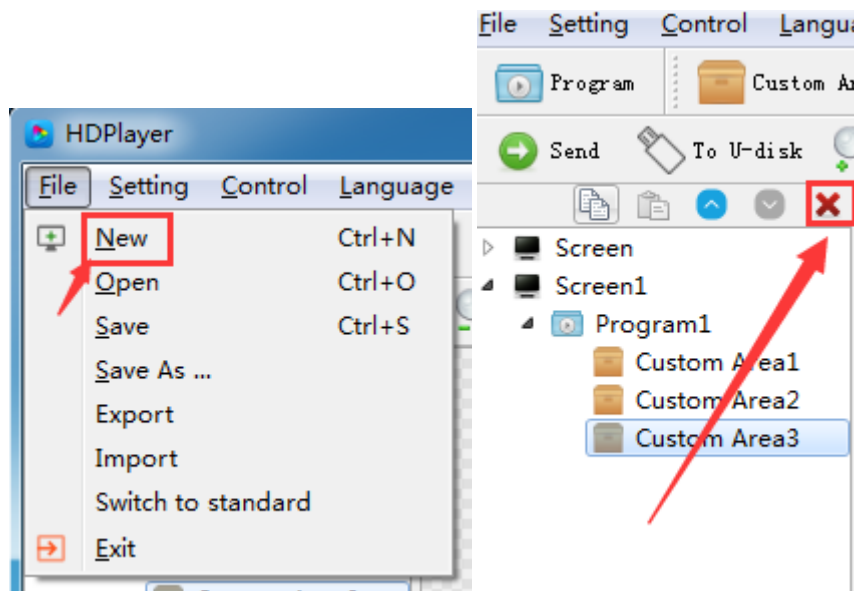 HDPlayer
File Setting Control Language
New Ctrl+N
Open Ctrl+O
Save Ctrl+S
Save As ...
Export
Import
Switch to standard
Exit
File Setting Control
Program Custom
Send To U-disk
Screen
Screen1
Program1
Custom Area1
Custom Area2
Custom Area3